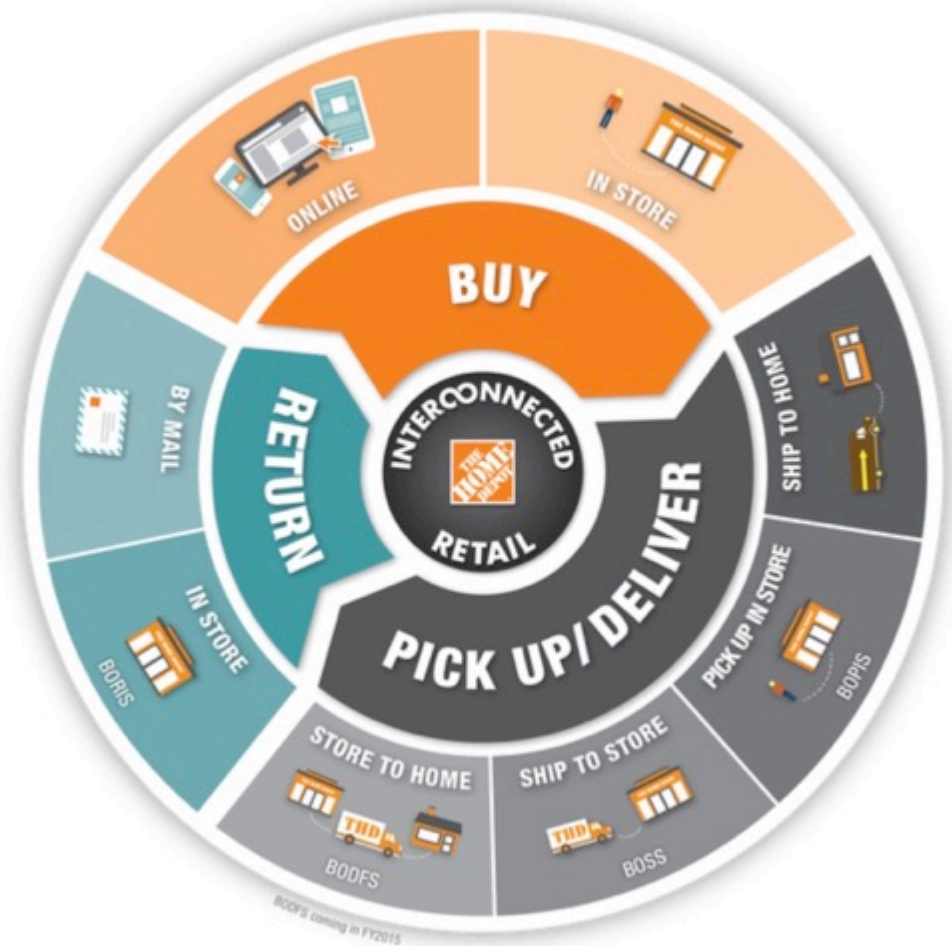 ONLINE
IN STORE
BUY
SHIP TO HOME
PICK UP IN STORE
BOPIS
SHIP TO STORE
THD
BOSS
STORE TO HOME
THD
BODFS
PICK UP/ DELIVER
BY MAIL
IN STORE
BORIS
RETURN
INTERCONNECTED
THE
HOME
DEPOT
RETAIL
BODFS coming in FY2015